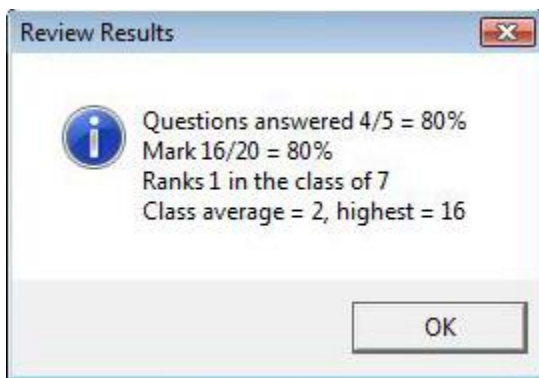 Review Results
Questions answered 4/5 = 80%
Mark 16/20 = 80%
Ranks 1 in the class of 7
Class average = 2, highest = 16
OK